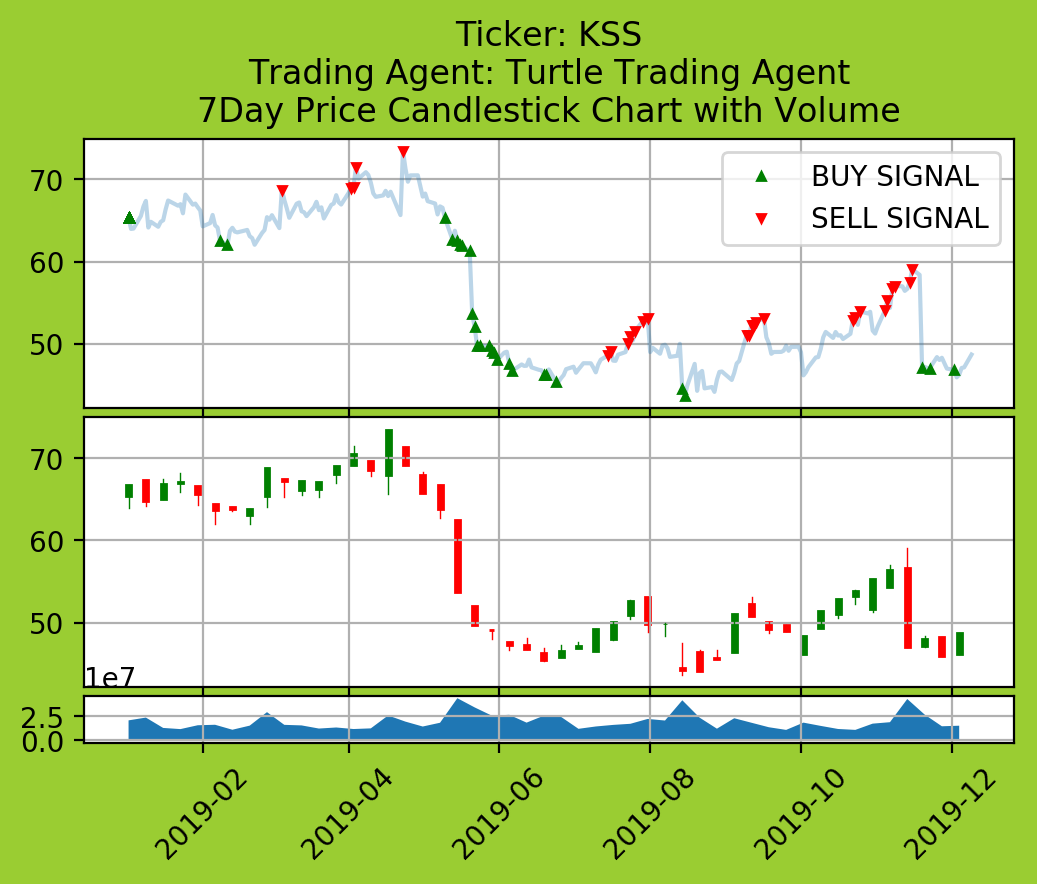 Ticker: KSS
Trading Agent: Turtle Trading Agent
7Day Price Candlestick Chart with Volume
70
60
50
BUY SIGNAL
SELL SIGNAL
70
60
50
1e7
2.5
0.0
2019-02
2019-04
2019-06
2019-08
2019-10
2019-12